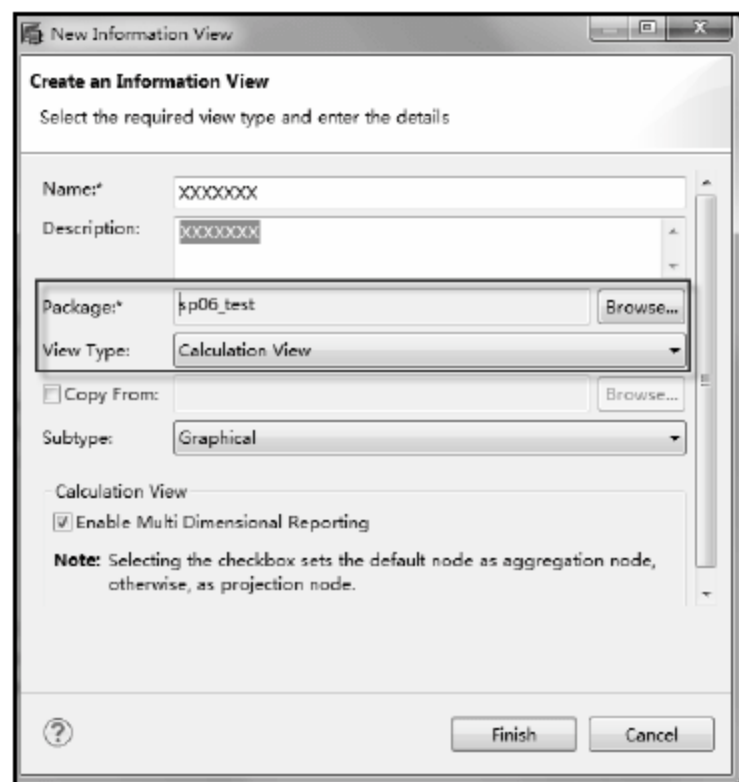 New Information View
Create an Information View
Select the required view type and enter the details
Name:* XXXXXXX
Description: XXXXXXX
Package:* sp06_test Browse...
View Type: Calculation View
Copy From: Browse...
Subtype: Graphical
Calculation View
Enable Multi Dimensional Reporting
Note: Selecting the checkbox sets the default node as aggregation node,
otherwise, as projection node.
? Finish Cancel